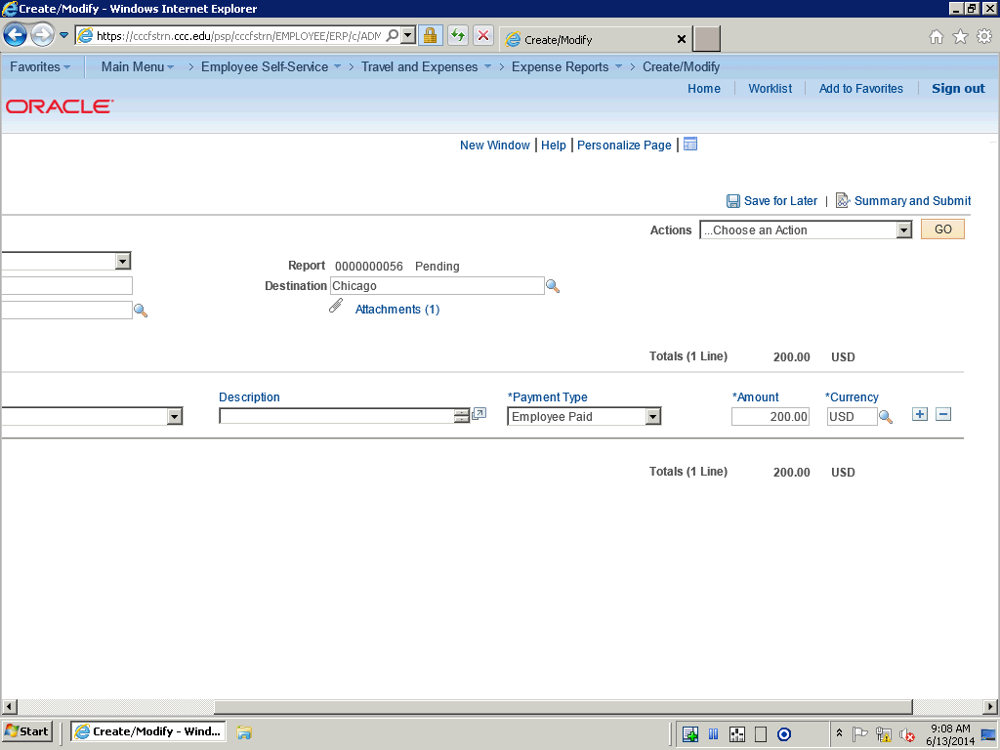 Create/Modify - Windows Internet Explorer
https://cccfstrn.ccc.edu/psp/cccfstrn/EMPLOYEE/ERP/c/ADM
Create/Modify
Favorites
Main Menu > Employee Self-Service > Travel and Expenses > Expense Reports > Create/Modify
Home
Worklist
Add to Favorites
Sign out
ORACLE
New Window | Help | Personalize Page |
Save for Later | Summary and Submit
Actions ...Choose an Action GO
Report 0000000056 Pending
Destination Chicago
Attachments (1)
Totals (1 Line) 200.00 USD
Description *Payment Type *Amount *Currency
Employee Paid 200.00 USD
Totals (1 Line) 200.00 USD
Start
Create/Modify - Wind...
9:08 AM
6/13/2014